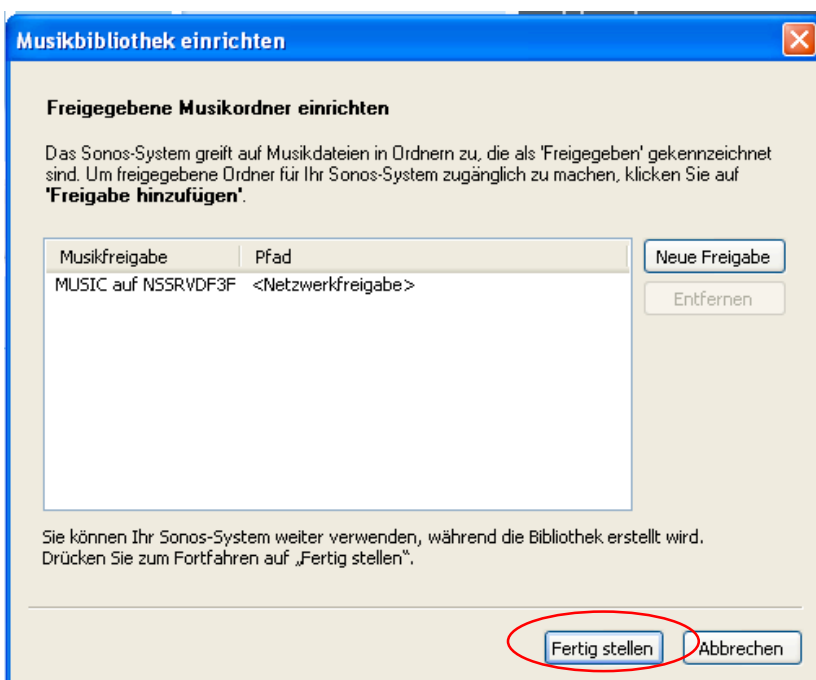 Musikbibliothek einrichten
Freigegebene Musikordner einrichten
Das Sonos-System greift auf Musikdateien in Ordnern zu, die als 'Freigegeben' gekennzeichnet
sind. Um freigegebene Ordner für Ihr Sonos-System zugänglich zu machen, klicken Sie auf
'Freigabe hinzufügen'.
Musikfreigabe Pfad
MUSIC auf NSSRVDF3F <Netzwerkfreigabe>
Neue Freigabe
Entfernen
Sie können Ihr Sonos-System weiter verwenden, während die Bibliothek erstellt wird.
Drücken Sie zum Fortfahren auf „Fertig stellen“.
Fertig stellen Abbrechen